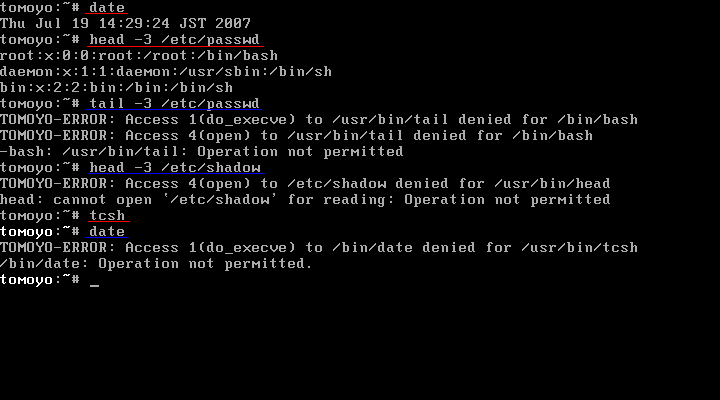 tomoyo:~# date
Thu Jul 19 14:29:24 JST 2007
tomoyo:~# head -3 /etc/passwd
root:x:0:0:root:/root:/bin/bash
daemon:x:1:1:daemon:/usr/sbin:/bin/sh
bin:x:2:2:bin:/bin:/bin/sh
tomoyo:~# tail -3 /etc/passwd
TOMOYO-ERROR: Access 1(do_execve) to /usr/bin/tail denied for /bin/bash
TOMOYO-ERROR: Access 4(open) to /usr/bin/tail denied for /bin/bash
-bash: /usr/bin/tail: Operation not permitted
tomoyo:~# head -3 /etc/shadow
TOMOYO-ERROR: Access 4(open) to /etc/shadow denied for /usr/bin/head
head: cannot open `/etc/shadow' for reading: Operation not permitted
tomoyo:~# tcsh
tomoyo:~# date
TOMOYO-ERROR: Access 1(do_execve) to /bin/date denied for /usr/bin/tcsh
/bin/date: Operation not permitted.
tomoyo:~# _